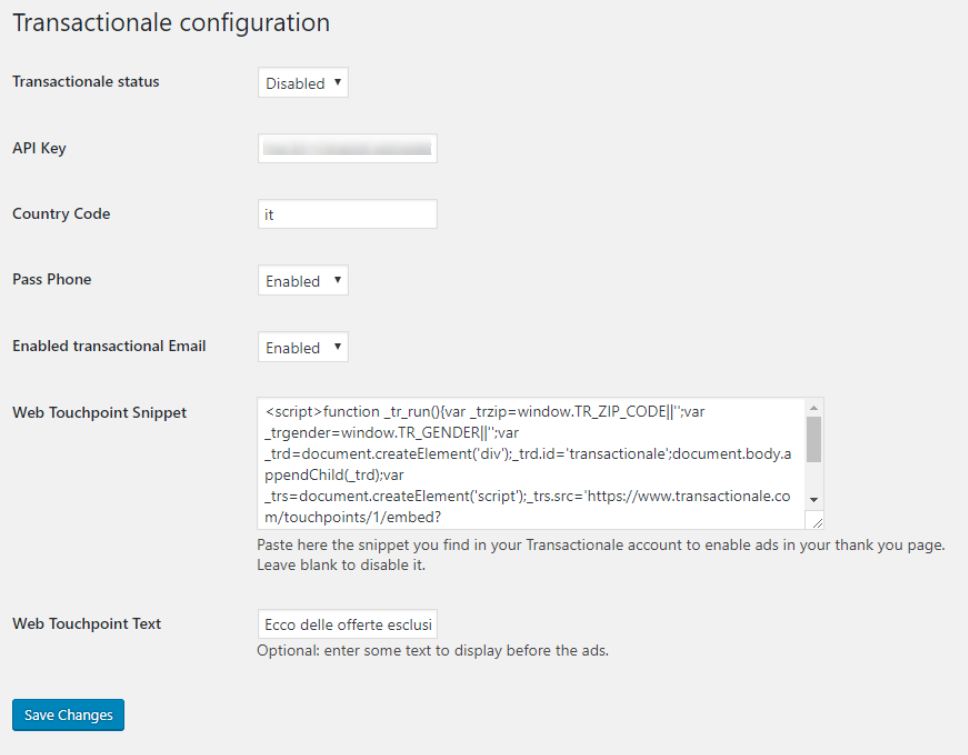 Transactionale configuration
Transactionale status
Disabled
API Key
Country Code
it
Pass Phone
Enabled
Enabled transactional Email
Enabled
Web Touchpoint Snippet
<script>function _tr_run(){var _trzip=window.TR_ZIP_CODE||'';var
_trgender=window.TR_GENDER||'';var
_trd=document.createElement('div');_trd.id='transactionale';document.body.a
ppendChild(_trd);var
_trs=document.createElement('script');_trs.src='https://www.transactionale.co
m/touchpoints/1/embed?
Paste here the snippet you find in your Transactionale account to enable ads in your thank you page.
Leave blank to disable it.
Web Touchpoint Text
Ecco delle offerte esclusi
Optional: enter some text to display before the ads.
Save Changes